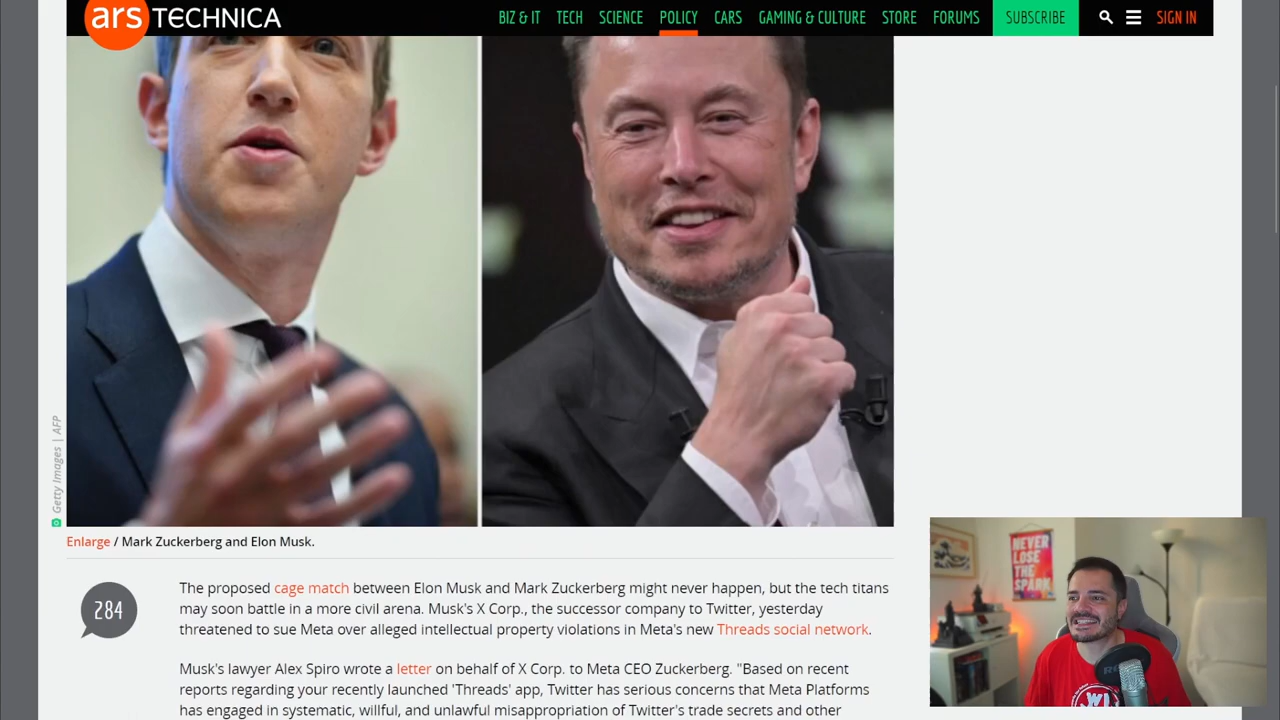 ars TECHNICA
BIZ & IT TECH SCIENCE POLICY CARS GAMING & CULTURE STORE FORUMS SUBSCRIBE SIGN IN
Getty Images | AFP
Enlarge / Mark Zuckerberg and Elon Musk.
284
The proposed cage match between Elon Musk and Mark Zuckerberg might never happen, but the tech titans
may soon battle in a more civil arena. Musk's X Corp., the successor company to Twitter, yesterday
threatened to sue Meta over alleged intellectual property violations in Meta's new Threads social network.
Musk's lawyer Alex Spiro wrote a letter on behalf of X Corp. to Meta CEO Zuckerberg. "Based on recent
reports regarding your recently launched 'Threads' app, Twitter has serious concerns that Meta Platforms
has engaged in systematic, willful, and unlawful misappropriation of Twitter's trade secrets and other
NEVER
LOSE
THE
SPARK